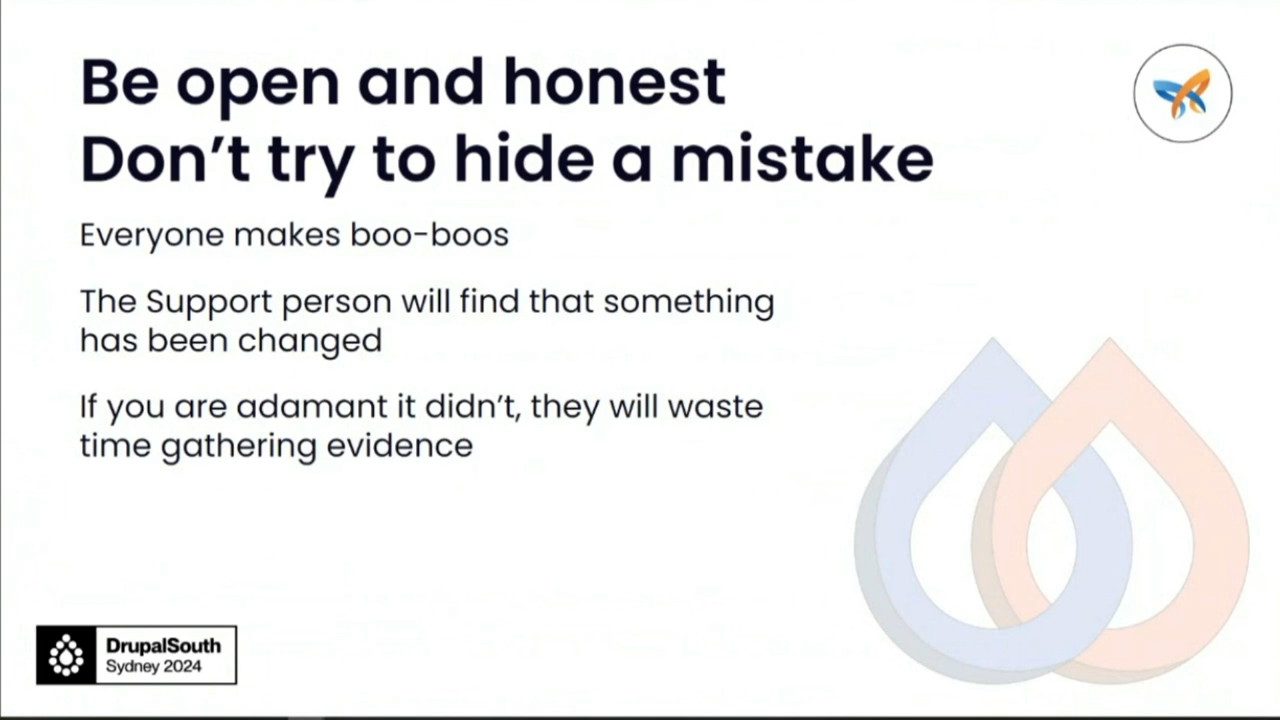 Be open and honest
Don’t try to hide a mistake
Everyone makes boo-boos
The Support person will find that something
has been changed
If you are adamant it didn’t, they will waste
time gathering evidence
DrupalSouth
Sydney 2024